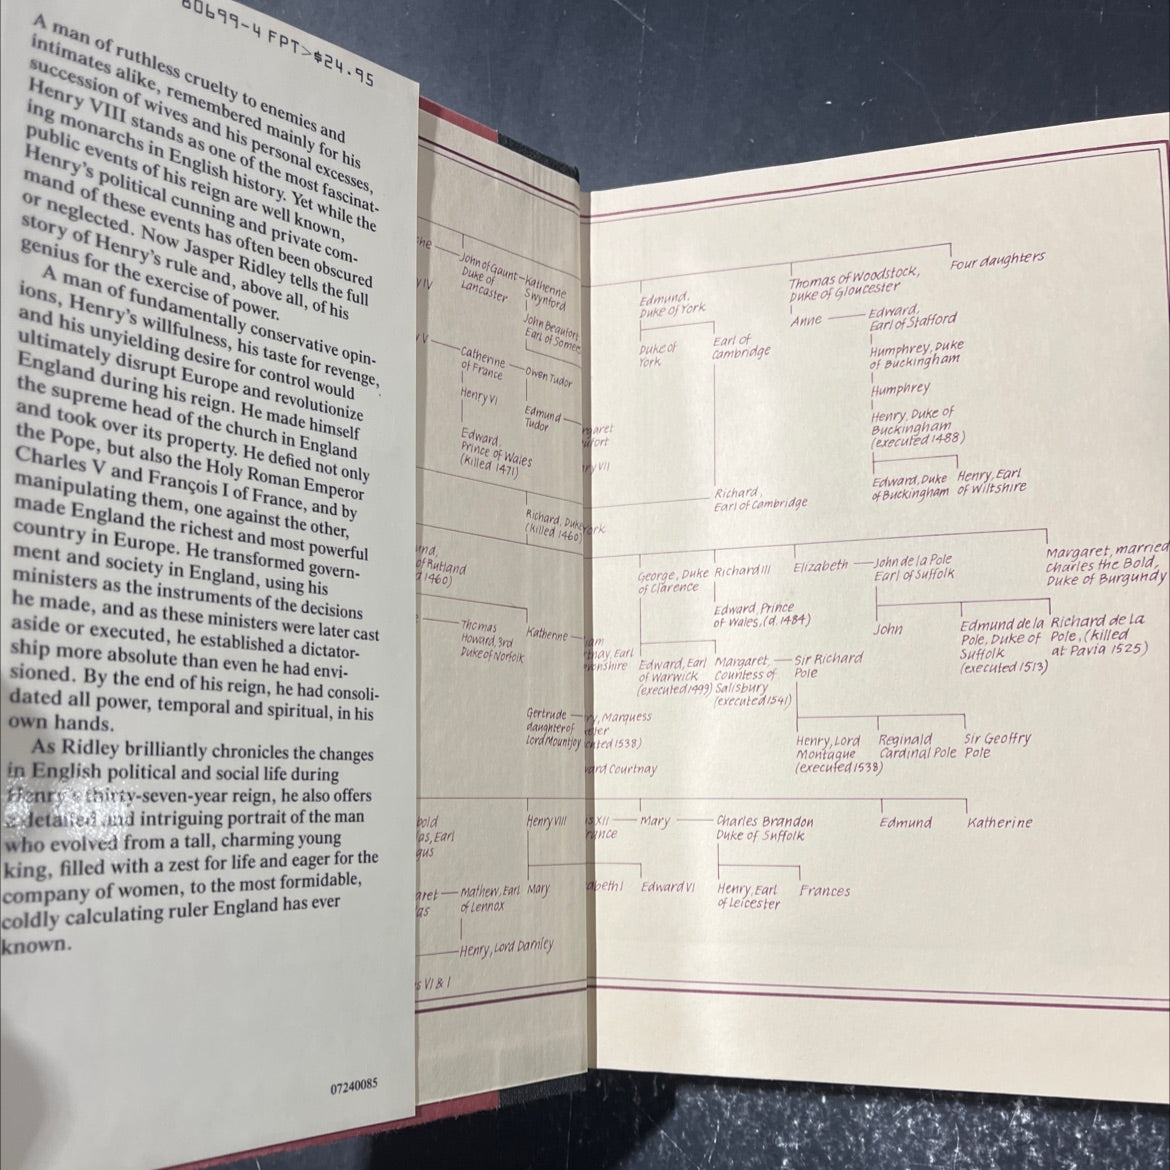 80699-4 FPT>$24.95
A man of ruthless cruelty to enemies and
intimates alike, remembered mainly for his
succession of wives and his personal excesses,
Henry VIII stands as one of the most fascinat-
ing monarchs in English history. Yet while the
public events of his reign are well known,
Henry's political cunning and private com-
mand of these events has often been obscured
or neglected. Now Jasper Ridley tells the full
story of Henry's rule and, above all, of his
genius for the exercise of power.
A man of fundamentally conservative opin-
ions, Henry's willfulness, his taste for revenge,
and his unyielding desire for control would
ultimately disrupt Europe and revolutionize
England during his reign. He made himself
the supreme head of the church in England
and took over its property. He defied not only
the Pope, but also the Holy Roman Emperor
Charles V and François I of France, and by
manipulating them, one against the other,
made England the richest and most powerful
country in Europe. He transformed govern-
ment and society in England, using his
ministers as the instruments of the decisions
he made, and as these ministers were later cast
aside or executed, he established a dictator-
ship more absolute than even he had envi-
sioned. By the end of his reign, he had consoli-
dated all power, temporal and spiritual, in his
own hands.
As Ridley brilliantly chronicles the changes
in English political and social life during
Henry's thirty-seven-year reign, he also offers
a detailed and intriguing portrait of the man
who evolved from a tall, charming young
king, filled with a zest for life and eager for the
company of women, to the most formidable,
coldly calculating ruler England has ever
known.
07240085
John of Gaunt
Duke of
Lancaster
Katherine
Swynford
John Beaufort
Earl of
IV
V
Catherine
of France
Owen Tudor
Henry VI
Edmund
Tudor
Edward,
Prince of Wales
(killed 1471)
VII
Richard, Duke
York
(killed 1460)
of Rutland
1460)
Thomas
Howard, 3rd
Duke of Norfolk
Katherine
Earl
Gertrude
daughter of
Lord Mountjoy
Marquess
1538)
Courtnay
Henry VIII
Earl
XII
Mathew, Earl
of Lennox
Mary
I
Henry, Lord Darnley
VI & I
Edmund,
Duke of York
Duke of
York
Earl of
Cambridge
Thomas of Woodstock,
Duke of Gloucester
Four daughters
Anne
Edward,
Earl of Stafford
Humphrey, Duke
of Buckingham
Humphrey
Henry, Duke of
Buckingham
(executed 1488)
Edward, Duke
of Buckingham
Henry, Earl
of Wiltshire
Richard,
Earl of Cambridge
George, Duke
of Clarence
Richard III
Elizabeth
John de la Pole
Earl of Suffolk
Margaret, married
Charles the Bold,
Duke of Burgundy
Edward, Prince
of Wales, (d. 1484)
John
Edmund de la
Pole, Duke of
Suffolk
(executed 1513)
Richard de la
Pole, (killed
at Pavia 1525)
Edward, Earl
of Warwick
(executed 1499)
Margaret,
Countess of
Salisbury
(executed 1541)
Sir Richard
Pole
Henry, Lord
Montague
(executed 1538)
Reginald
Cardinal Pole
Sir Geoffry
Pole
Mary
Charles Brandon
Duke of Suffolk
Edmund
Katherine
Edward VI
Henry, Earl
of Leicester
Frances